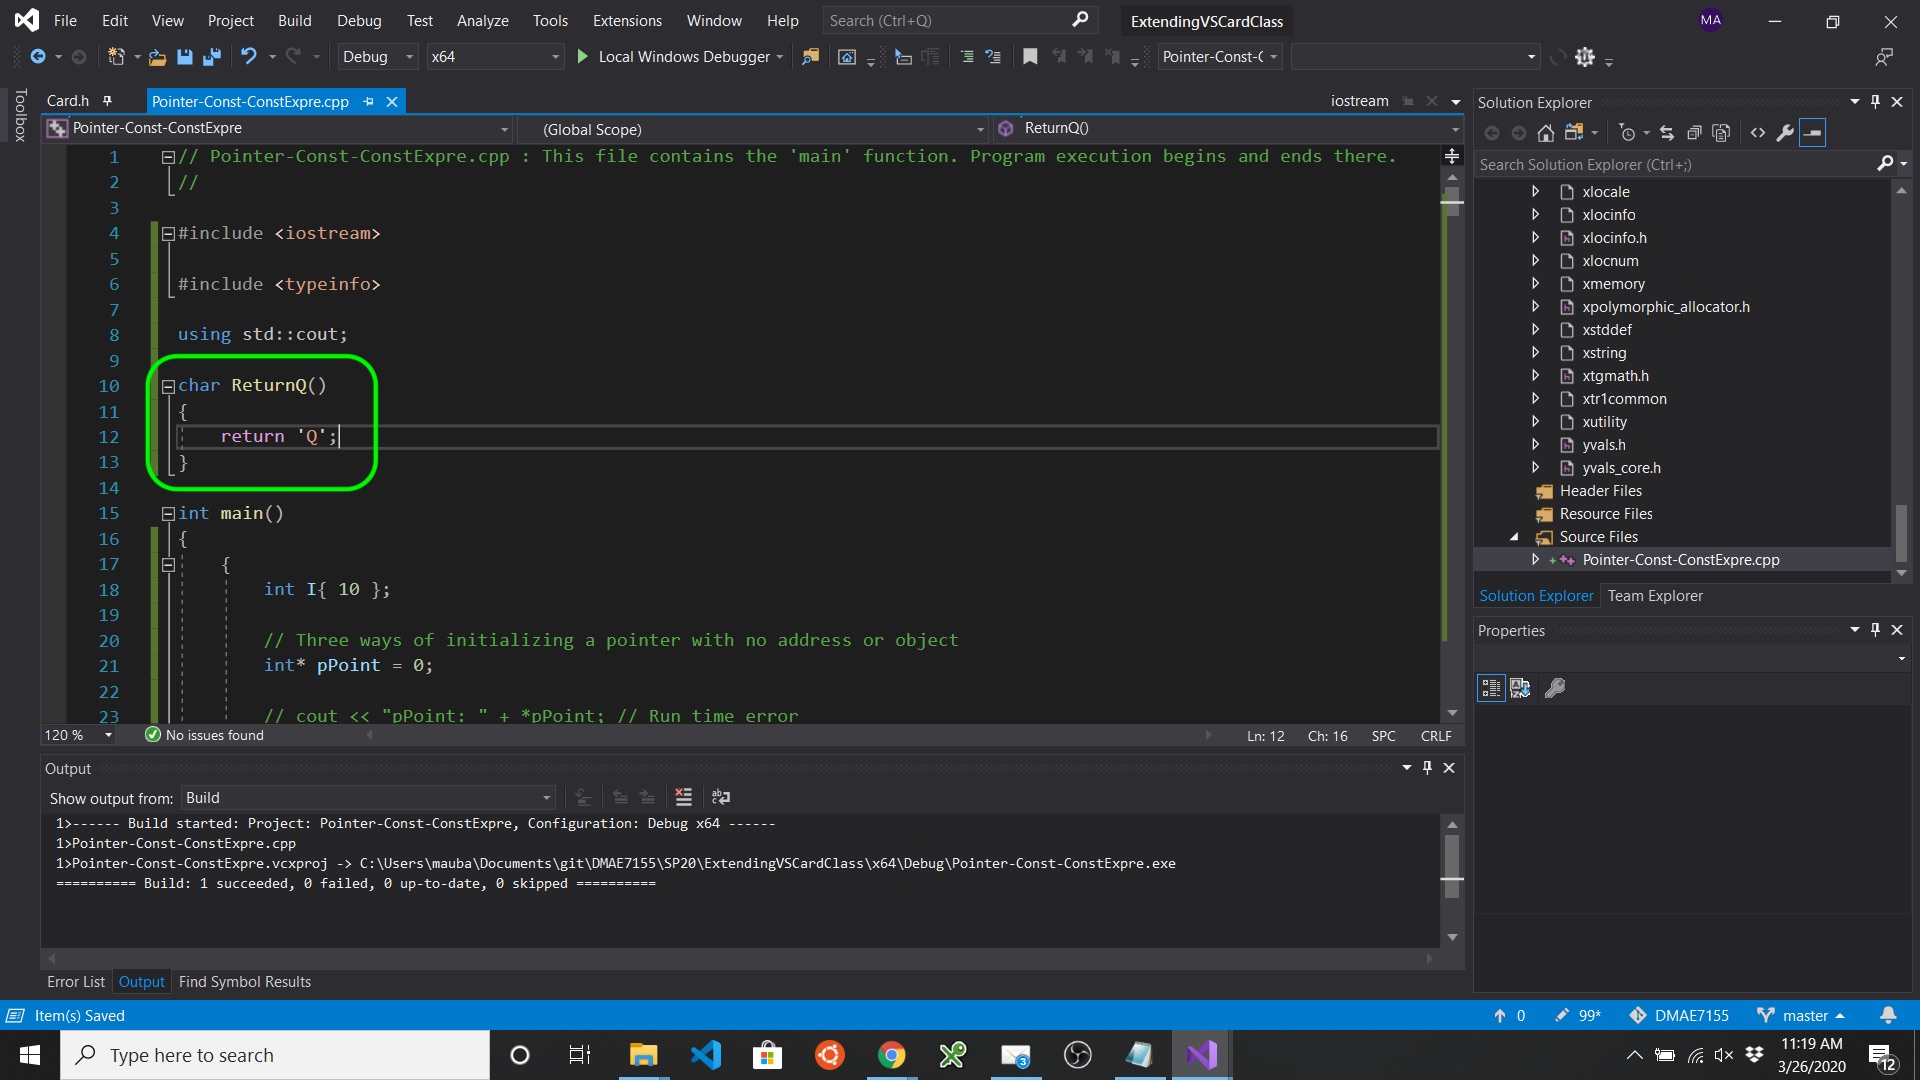 File Edit View Project Build Debug Test Analyze Tools Extensions Window Help Search (Ctrl+Q) ExtendingVSCardClass MA
Debug x64 Local Windows Debugger Pointer-Const-C
Toolbox
Card.h Pointer-Const-ConstExpre.cpp iostream
Pointer-Const-ConstExpre (Global Scope) ReturnQ()
1 // Pointer-Const-ConstExpre.cpp : This file contains the 'main' function. Program execution begins and ends there.
2 //
3
4 #include <iostream>
5
6 #include <typeinfo>
7
8 using std::cout;
9
10 char ReturnQ()
11 {
12 return 'Q';
13 }
14
15 int main()
16 {
17 {
18 int I{ 10 };
19
20 // Three ways of initializing a pointer with no address or object
21 int* pPoint = 0;
22
23 // cout << "pPoint: " + *pPoint; // Run time error
120 % No issues found Ln: 12 Ch: 16 SPC CRLF
Output
Show output from: Build
1>------ Build started: Project: Pointer-Const-ConstExpre, Configuration: Debug x64 ------
1>Pointer-Const-ConstExpre.cpp
1>Pointer-Const-ConstExpre.vcxproj -> C:\Users\mauba\Documents\git\DMAE7155\SP20\ExtendingVSCardClass\x64\Debug\Pointer-Const-ConstExpre.exe
========== Build: 1 succeeded, 0 failed, 0 up-to-date, 0 skipped ==========
Error List Output Find Symbol Results
Solution Explorer
Search Solution Explorer (Ctrl+;)
xlocale
xlocinfo
xlocinfo.h
xlocnum
xmemory
xpolymorphic_allocator.h
xstddef
xstring
xtgmath.h
xtr1common
xutility
yvals.h
yvals_core.h
Header Files
Resource Files
Source Files
Pointer-Const-ConstExpre.cpp
Solution Explorer Team Explorer
Properties
Item(s) Saved 0 99* DMAE7155 master
Type here to search 3 11:19 AM
3/26/2020 12